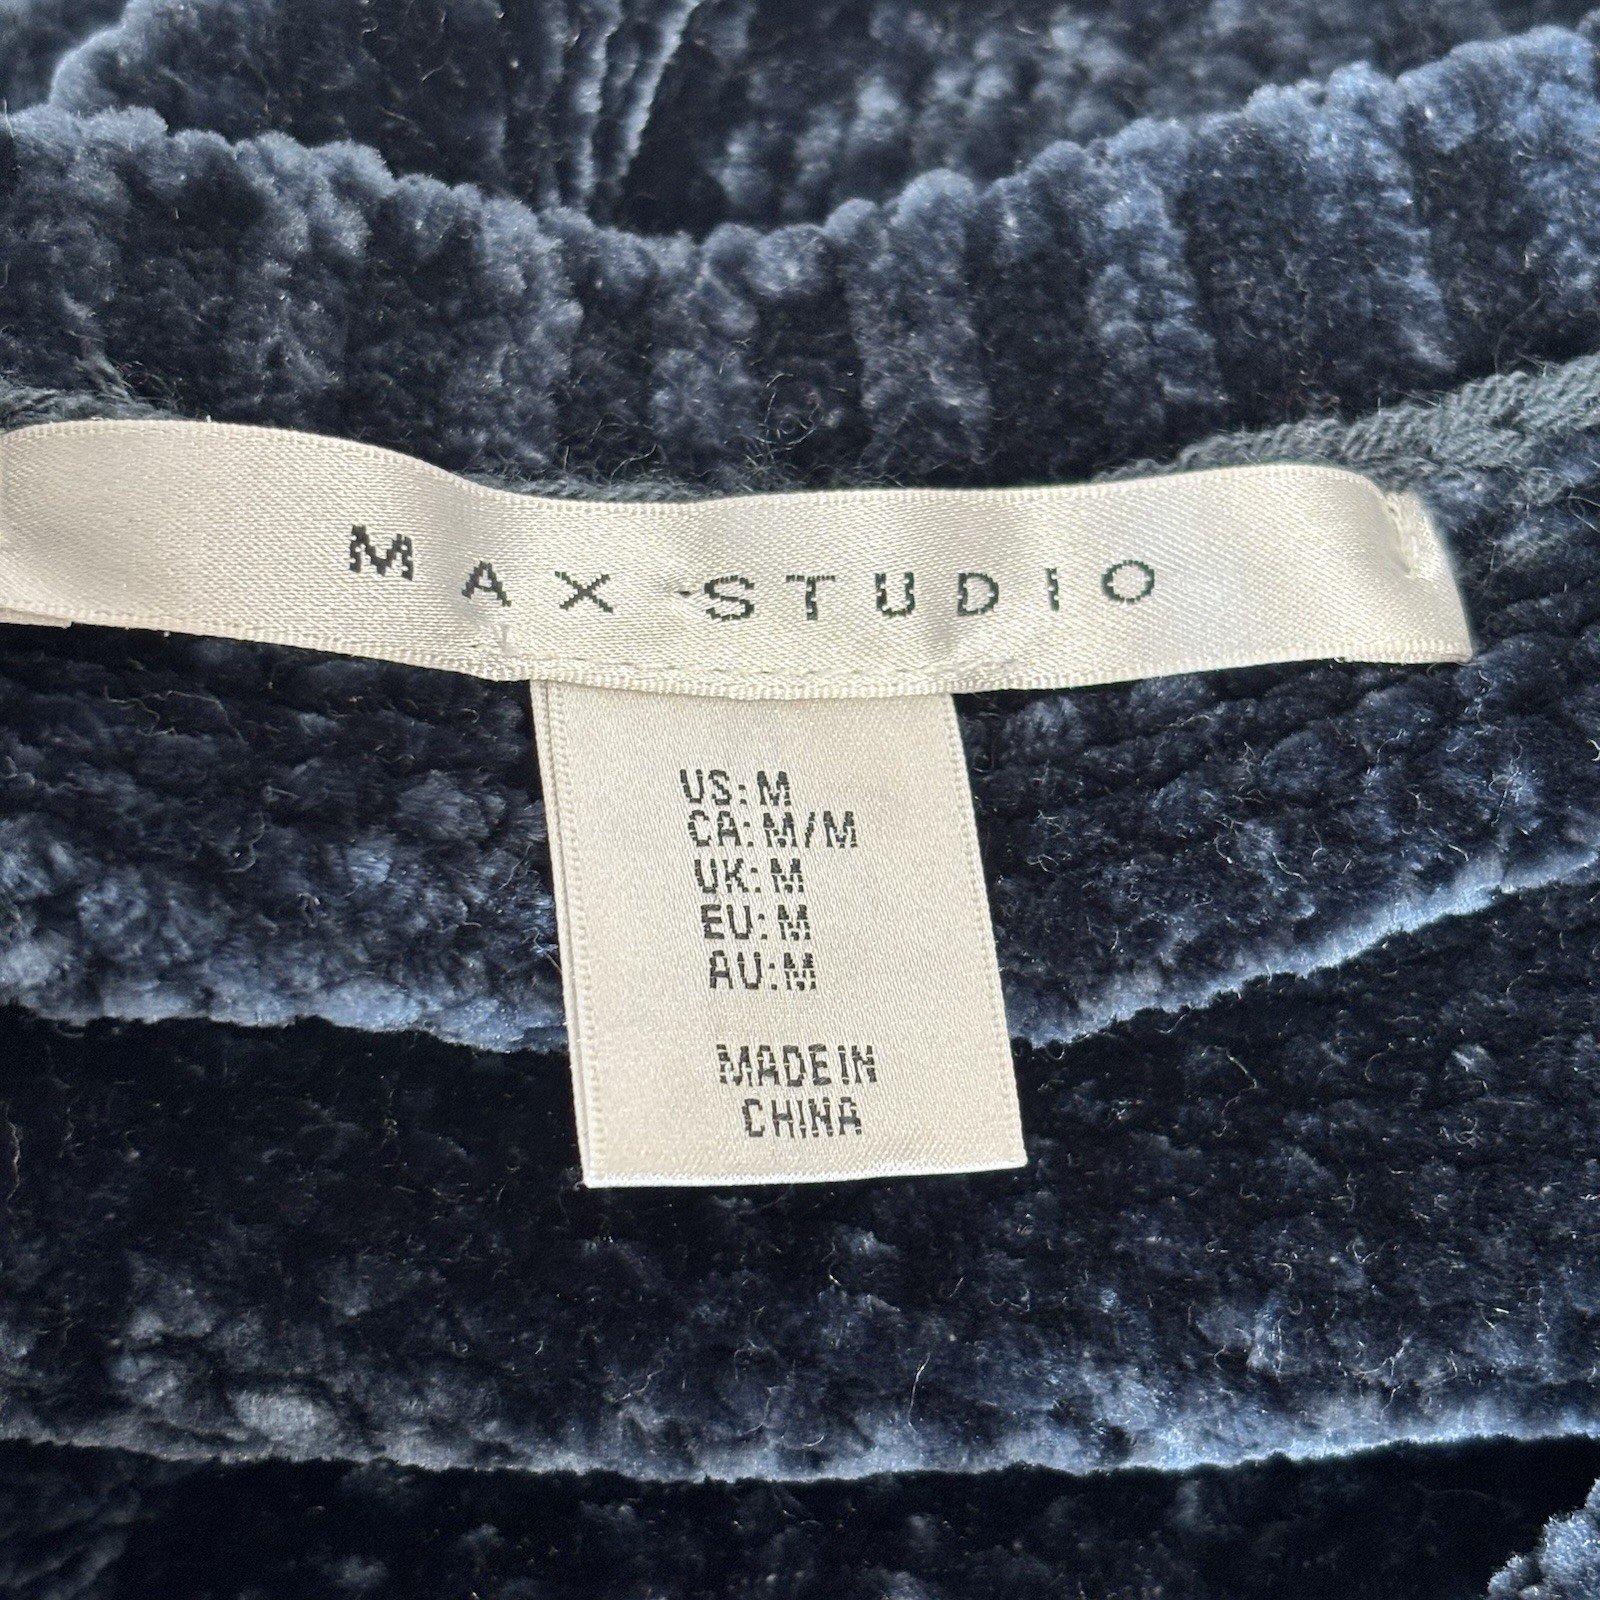 MAX STUDIO
US: M
CA: M/M
UK: M
EU: M
AU: M
MADE IN
CHINA